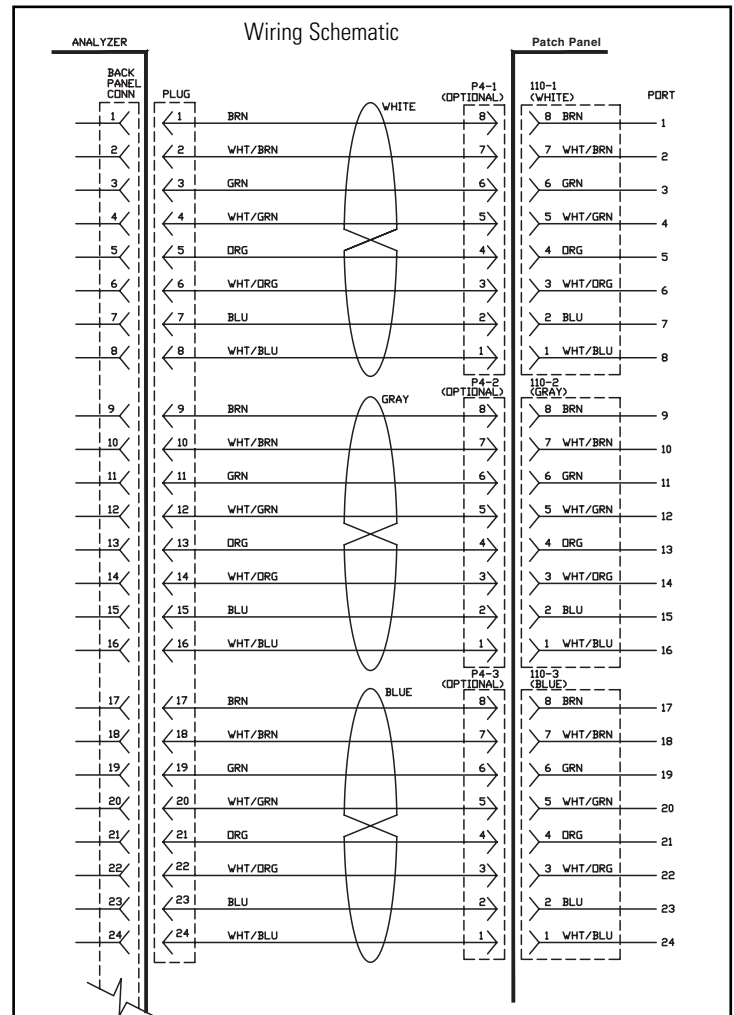 Wiring Schematic
ANALYZER
Patch Panel
BACK
PANEL
CONN
PLUG
P4-1
(OPTIONAL)
110-1
(WHITE)
PORT
WHITE
1 1 BRN 8 8 BRN 1
2 2 WHT/BRN 7 7 WHT/BRN 2
3 3 GRN 6 6 GRN 3
4 4 WHT/GRN 5 5 WHT/GRN 4
5 5 ORG 4 4 ORG 5
6 6 WHT/ORG 3 3 WHT/ORG 6
7 7 BLU 2 2 BLU 7
8 8 WHT/BLU 1 1 WHT/BLU 8
P4-2
(OPTIONAL)
110-2
(GRAY)
GRAY
9 9 BRN 8 8 BRN 9
10 10 WHT/BRN 7 7 WHT/BRN 10
11 11 GRN 6 6 GRN 11
12 12 WHT/GRN 5 5 WHT/GRN 12
13 13 ORG 4 4 ORG 13
14 14 WHT/ORG 3 3 WHT/ORG 14
15 15 BLU 2 2 BLU 15
16 16 WHT/BLU 1 1 WHT/BLU 16
P4-3
(OPTIONAL)
110-3
(BLUE)
BLUE
17 17 BRN 8 8 BRN 17
18 18 WHT/BRN 7 7 WHT/BRN 18
19 19 GRN 6 6 GRN 19
20 20 WHT/GRN 5 5 WHT/GRN 20
21 21 ORG 4 4 ORG 21
22 22 WHT/ORG 3 3 WHT/ORG 22
23 23 BLU 2 2 BLU 23
24 24 WHT/BLU 1 1 WHT/BLU 24